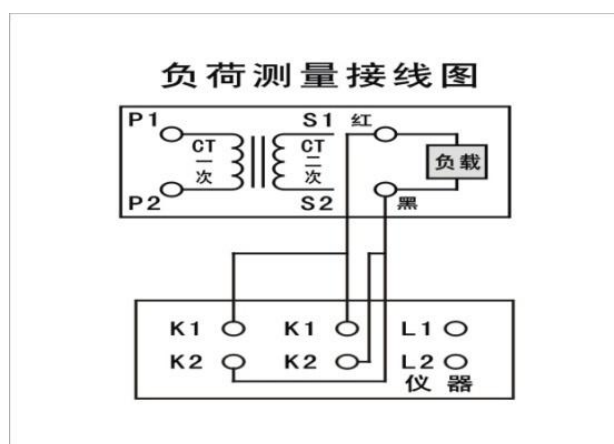 负荷测量接线图
P1 S1 红
CT 一次 CT 二次 负载
P2 S2 黑
K1 K1 L1
K2 K2 L2
仪器